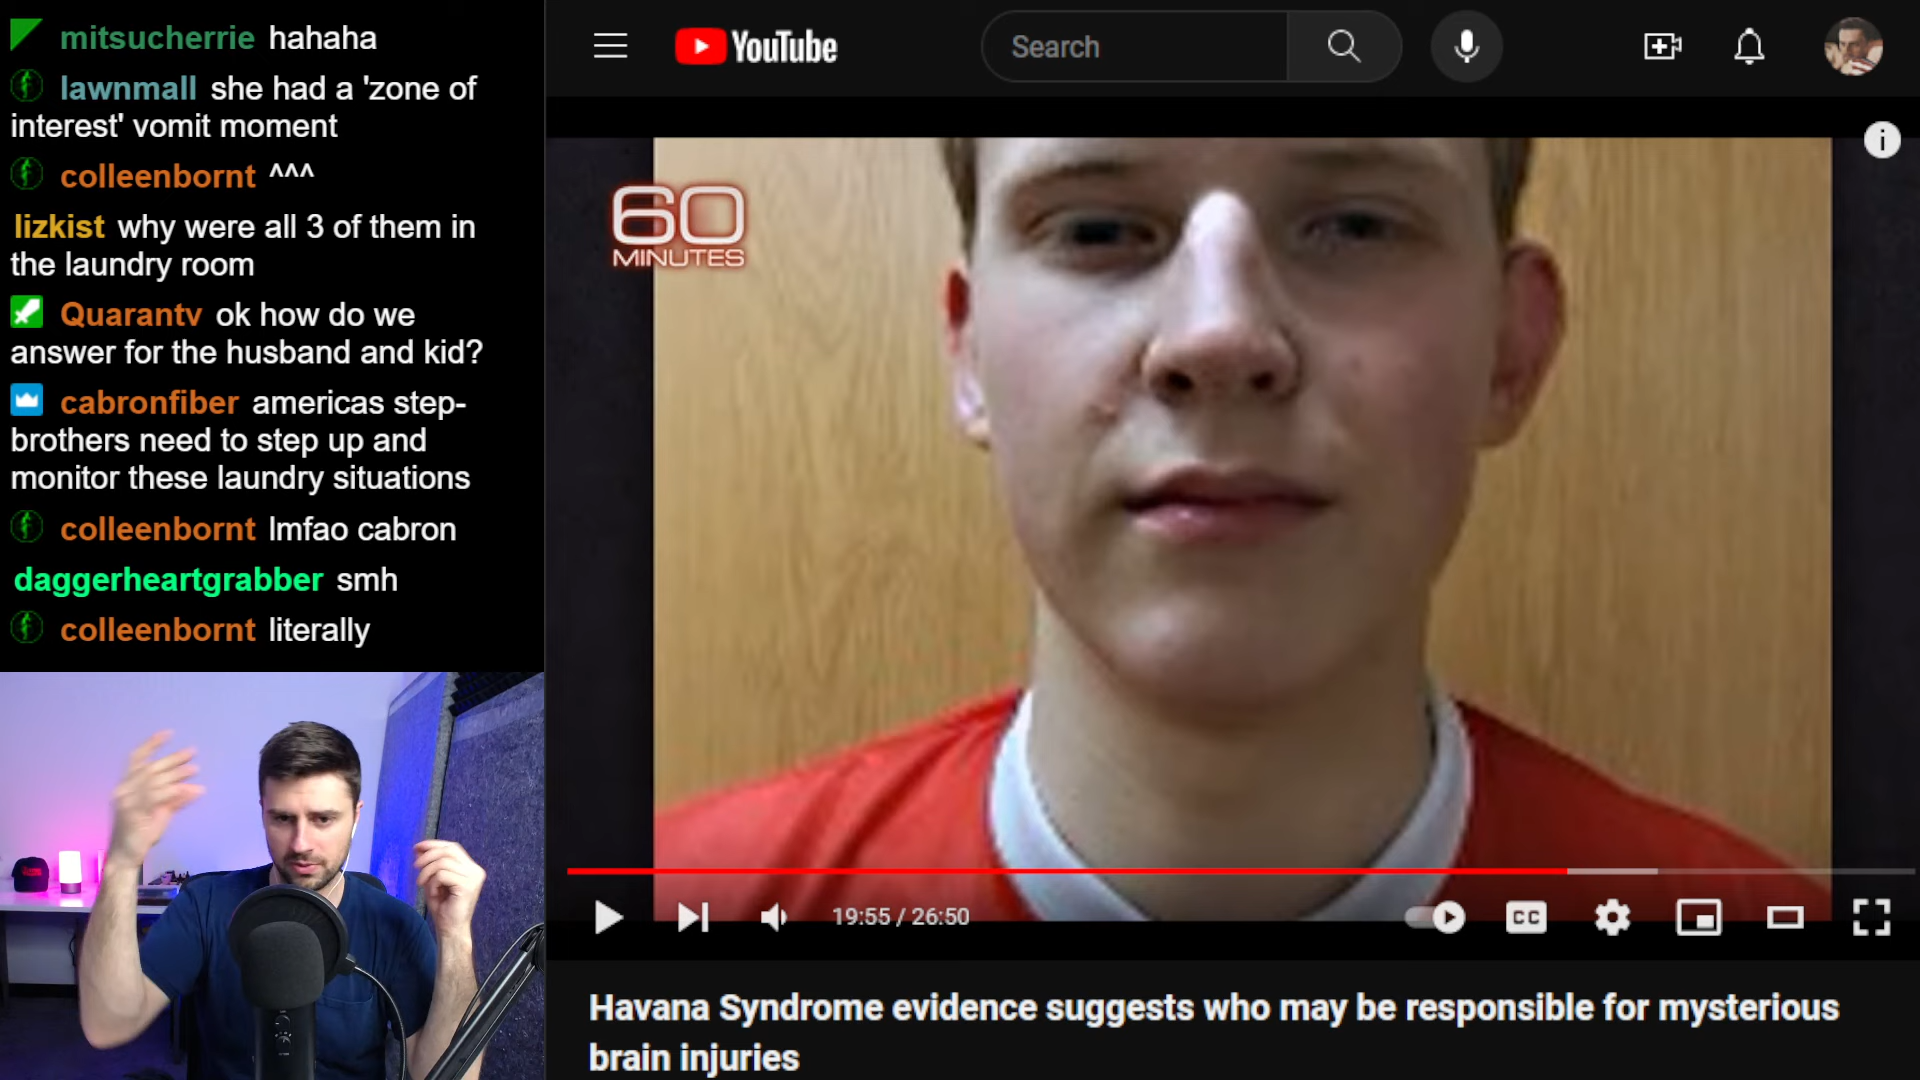 mitsucherrie hahaha
lawnmall she had a 'zone of
interest' vomit moment
colleenbornt ^^^
lizkist why were all 3 of them in
the laundry room
Quarantv ok how do we
answer for the husband and kid?
cabronfiber americas step-
brothers need to step up and
monitor these laundry situations
colleenbornt lmfao cabron
daggerheartgrabber smh
colleenbornt literally
YouTube
Search
60
MINUTES
19:55 / 26:50
CC
Havana Syndrome evidence suggests who may be responsible for mysterious
brain injuries